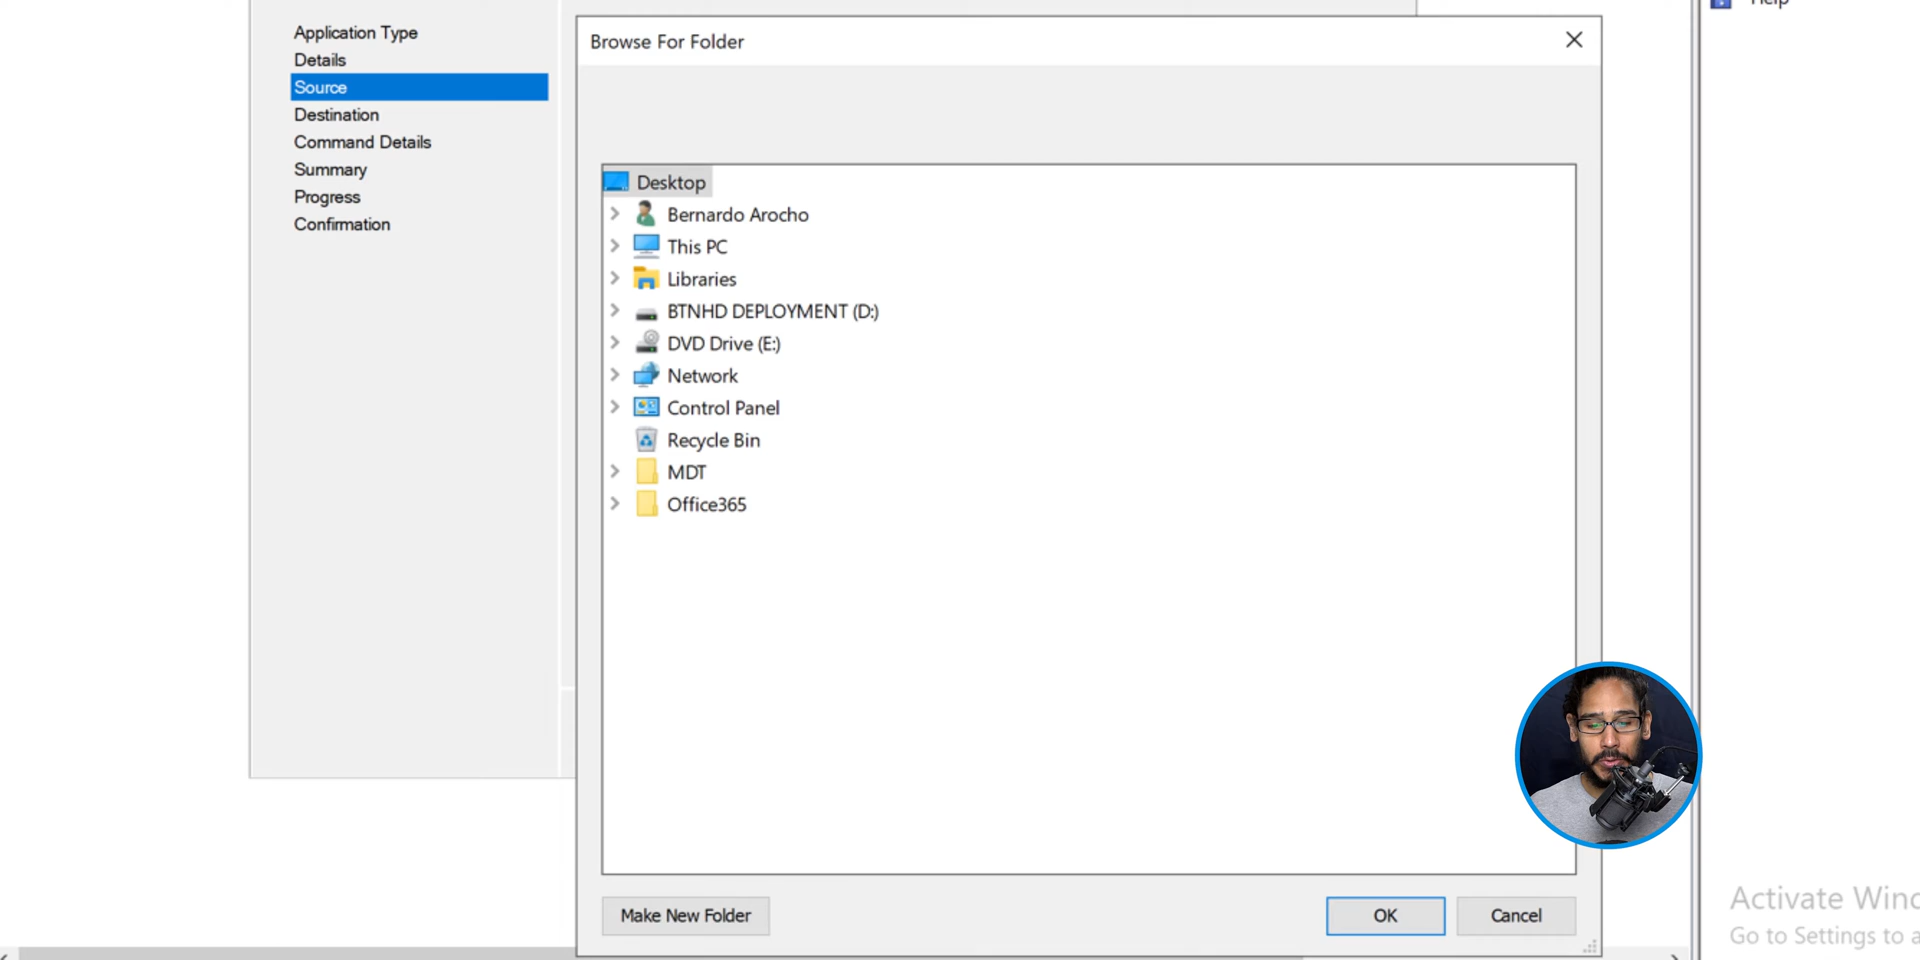 Help
Application Type
Details
Source
Destination
Command Details
Summary
Progress
Confirmation
Browse For Folder
Desktop
Bernardo Arocho
This PC
Libraries
BTNHD DEPLOYMENT (D:)
DVD Drive (E:)
Network
Control Panel
Recycle Bin
MDT
Office365
Make New Folder
OK
Cancel
Activate Winc
Go to Settings to a